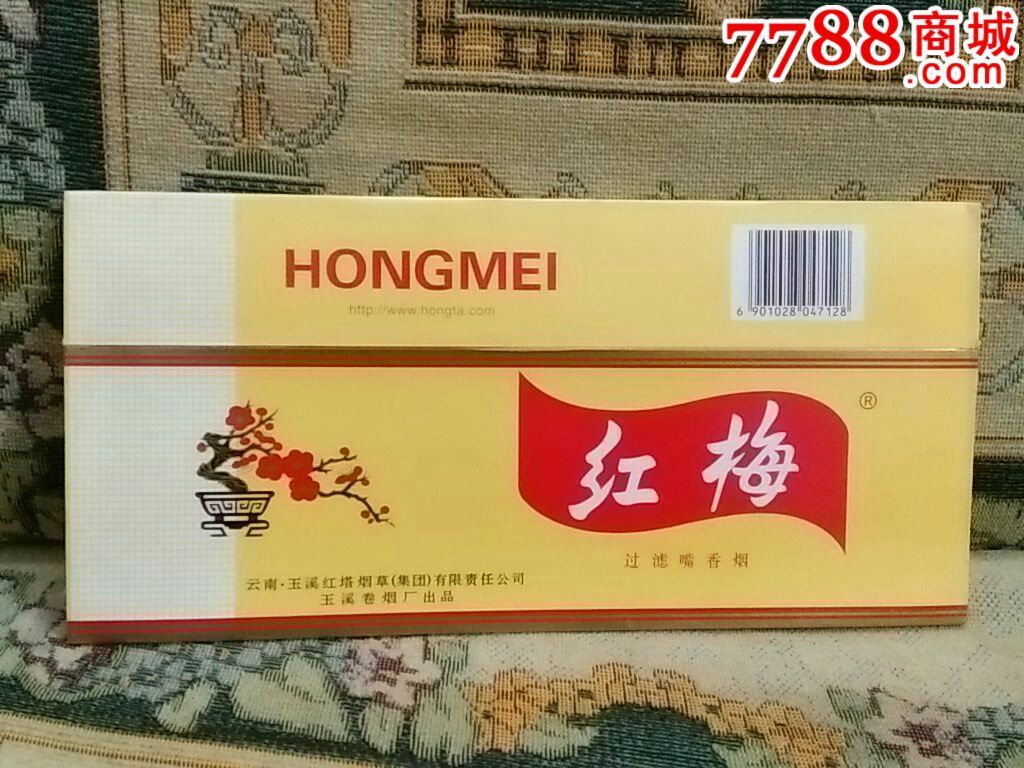 7788商城
.com
HONGMEI
http://www.hongta.com
6 901028 047128
红梅
®
过滤嘴香烟
云南·玉溪红塔烟草(集团)有限责任公司
玉溪卷烟厂出品